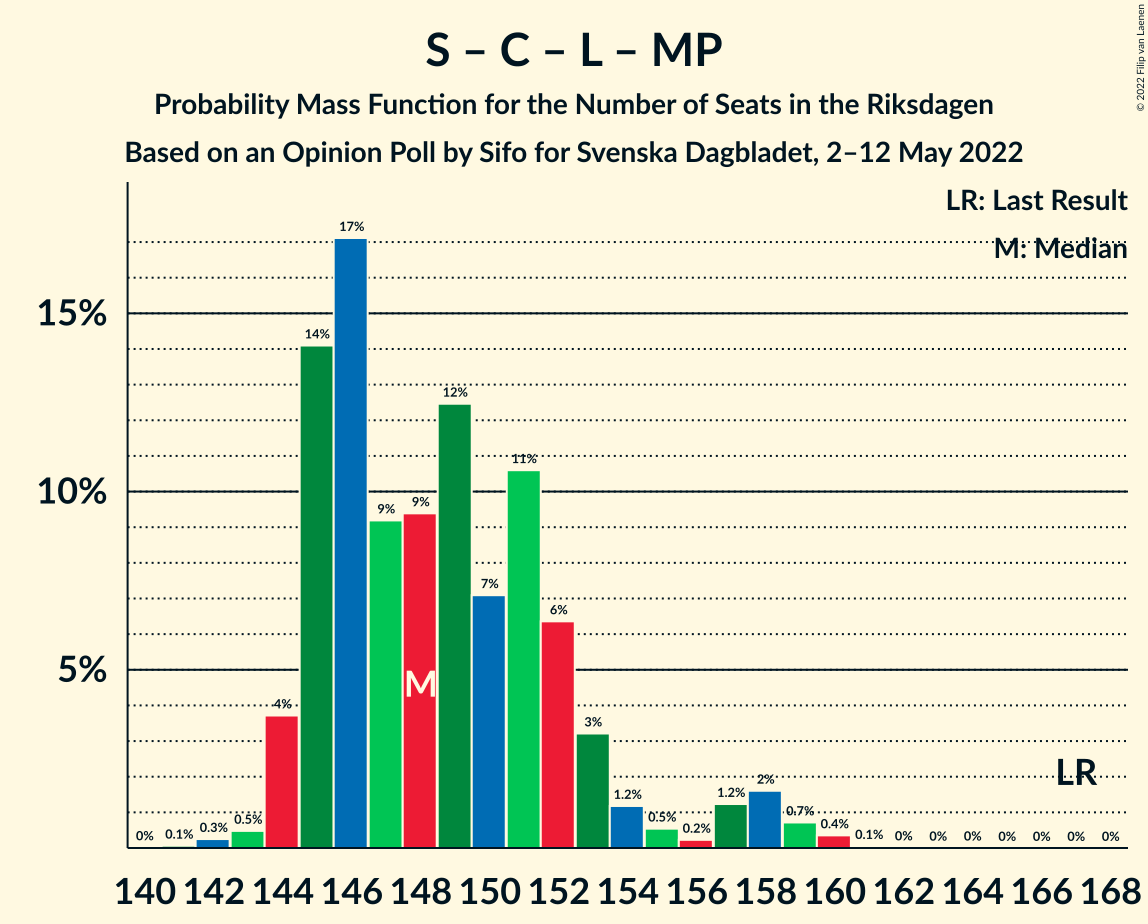 S – C – L – MP
Probability Mass Function for the Number of Seats in the Riksdagen
Based on an Opinion Poll by Sifo for Svenska Dagbladet, 2–12 May 2022
© 2022 Filip van Laenen
LR: Last Result
M: Median
15%
10%
5%
0% 0.1% 0.3% 0.5% 4% 14% 17% 9% 9% 12% 7% 11% 6% 3% 1.2% 0.5% 0.2% 1.2% 2% 0.7% 0.4% 0.1% 0% 0% 0% 0% 0% 0% 0%
M
LR
140 142 144 146 148 150 152 154 156 158 160 162 164 166 168